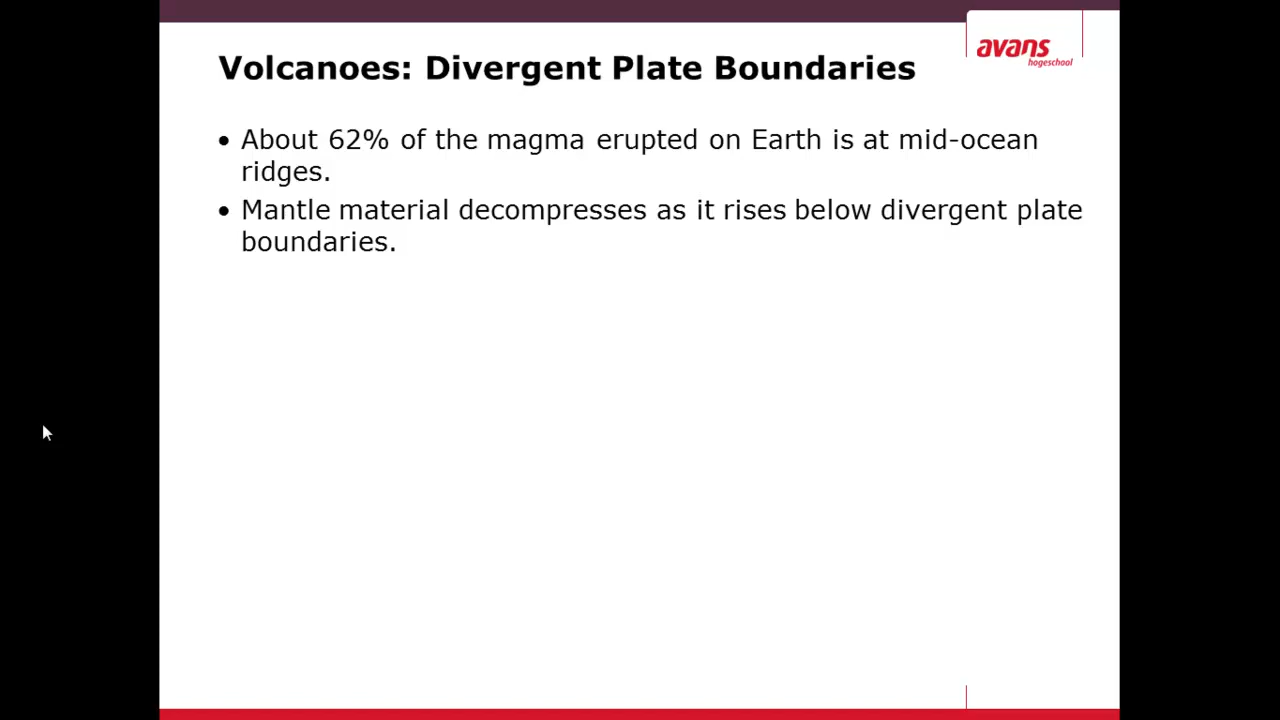 avans
hogeschool
Volcanoes: Divergent Plate Boundaries
• About 62% of the magma erupted on Earth is at mid-ocean
ridges.
• Mantle material decompresses as it rises below divergent plate
boundaries.